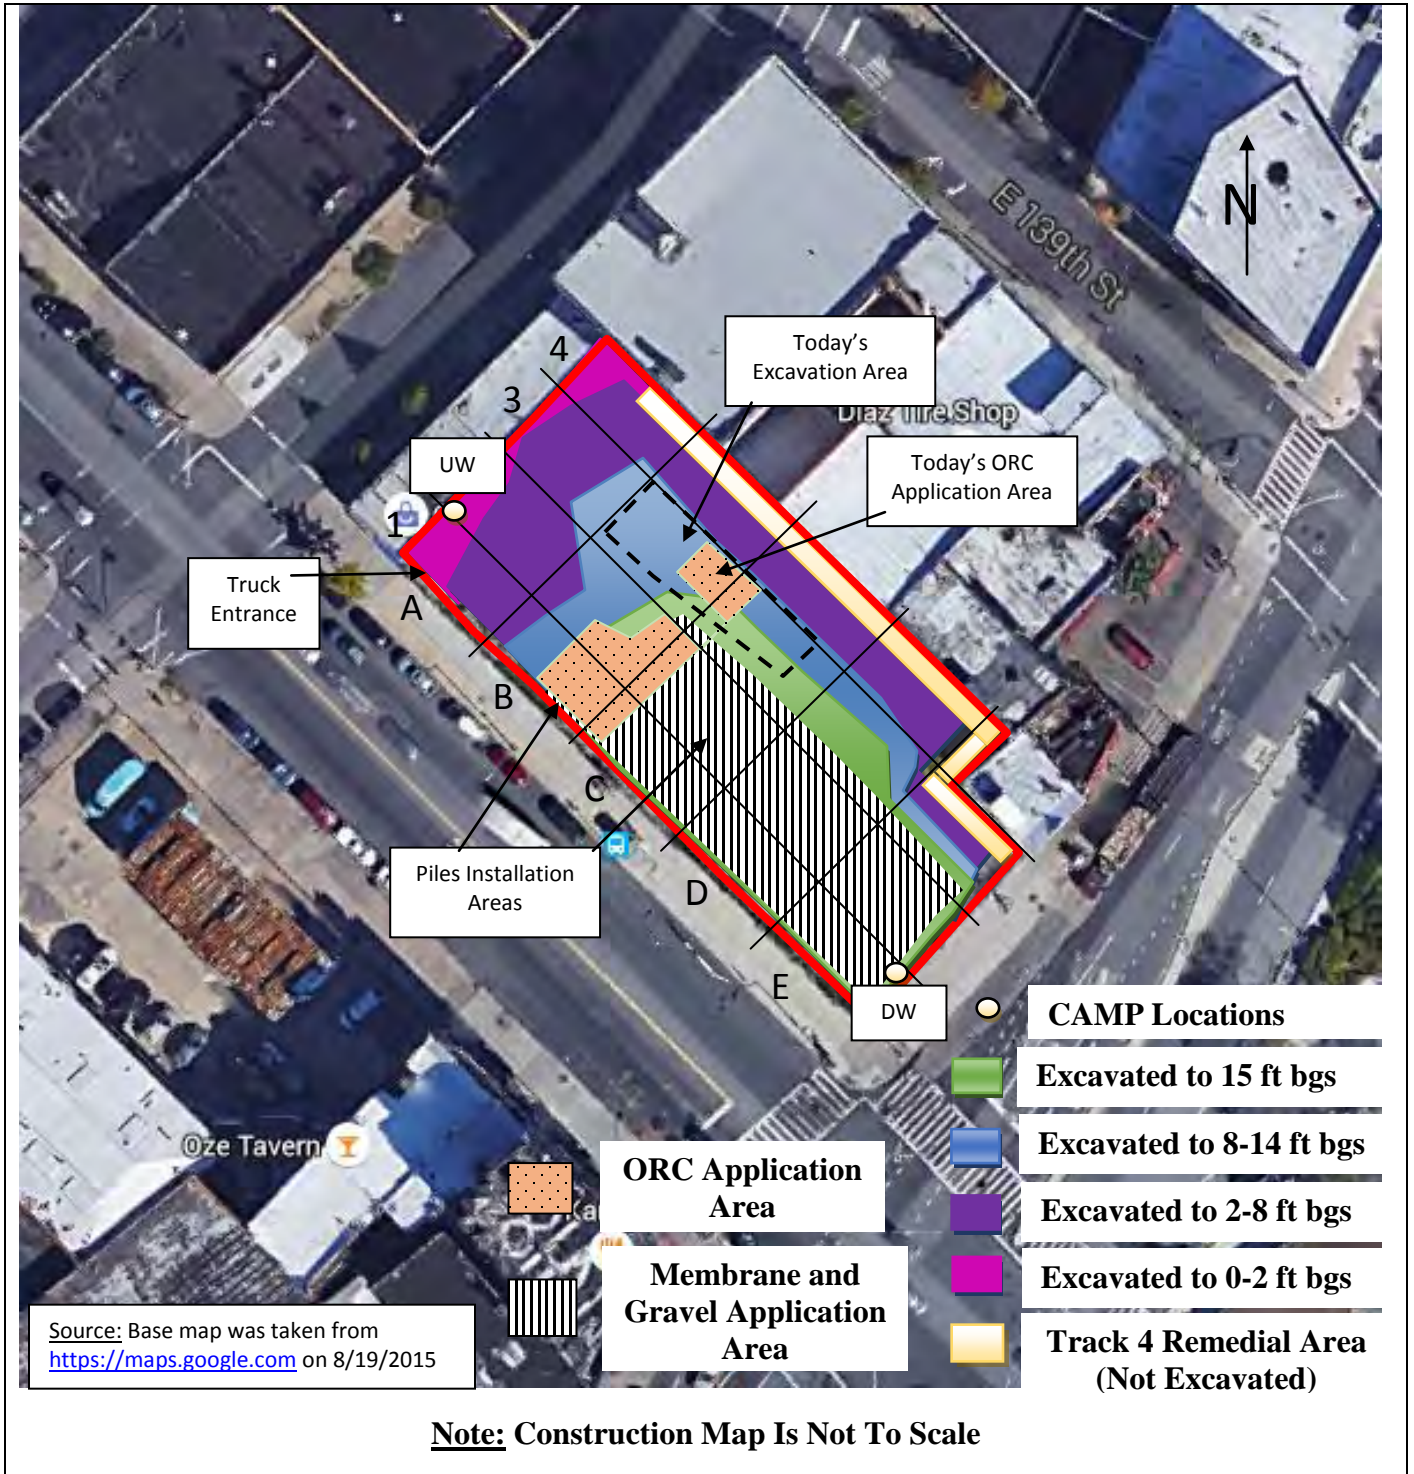 E 139th St
N
4
Today's
Excavation Area
3
Diaz Tire Shop
UW
Today's ORC
Application Area
1
Truck
Entrance
A
B
C
Piles Installation
Areas
D
E
DW
CAMP Locations
Excavated to 15 ft bgs
Oze Tavern
ORC Application
Area
Excavated to 8-14 ft bgs
Excavated to 2-8 ft bgs
Ka
Membrane and
Gravel Application
Area
Excavated to 0-2 ft bgs
Source: Base map was taken from
https://maps.google.com on 8/19/2015
Track 4 Remedial Area
(Not Excavated)
Note: Construction Map Is Not To Scale